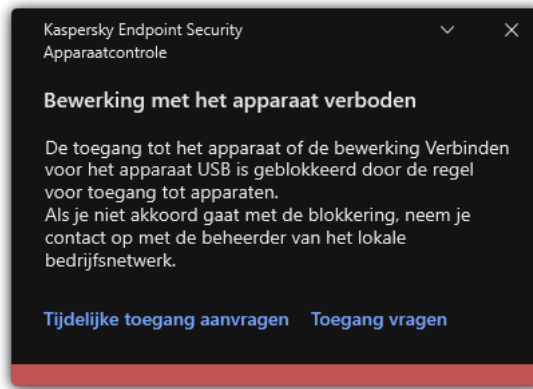 Kaspersky Endpoint Security
Apparaatcontrole
Bewerking met het apparaat verboden
De toegang tot het apparaat of de bewerking Verbinden
voor het apparaat USB is geblokkeerd door de regel
voor toegang tot apparaten.
Als je niet akkoord gaat met de blokkering, neem je
contact op met de beheerder van het lokale
bedrijfsnetwerk.
Tijdelijke toegang aanvragen Toegang vragen